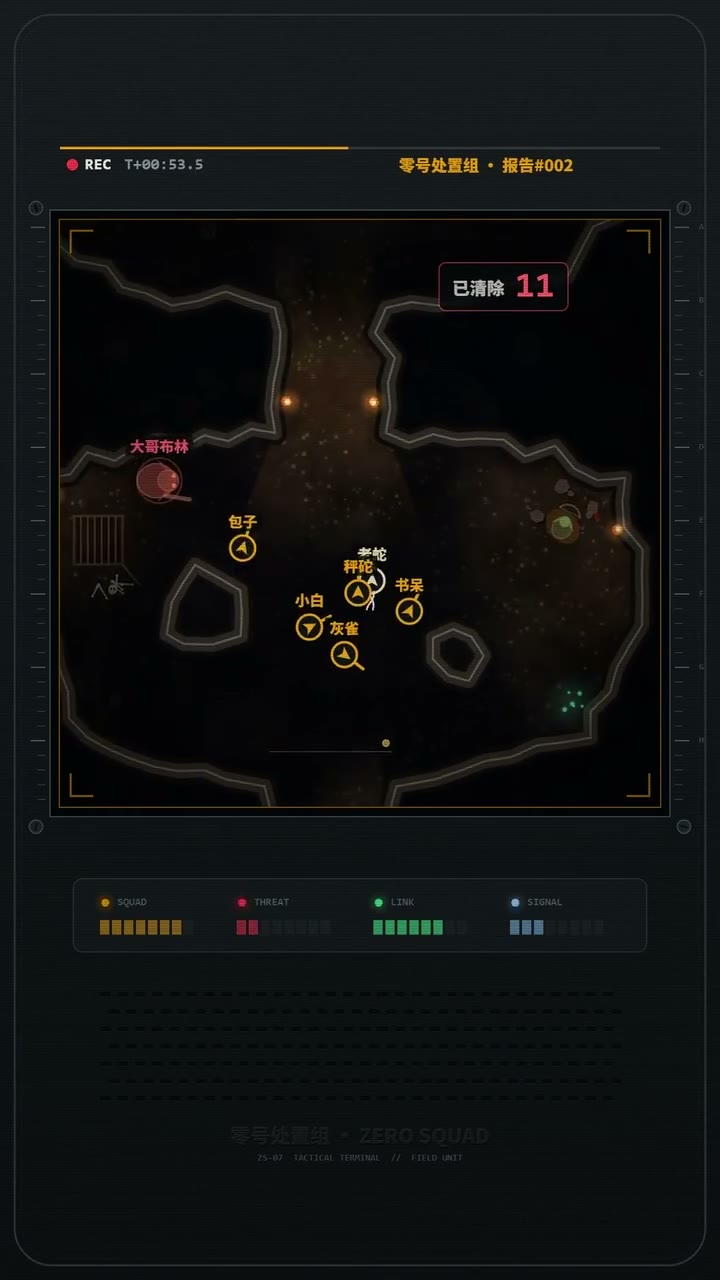 REC T+00:53.5 零号处置组 · 报告#002
已清除 11
大哥布林
包子
老蛇
秤砣
书呆
小白
灰雀
SQUAD THREAT LINK SIGNAL
零号处置组 · ZERO SQUAD
ZS-07 TACTICAL TERMINAL // FIELD UNIT